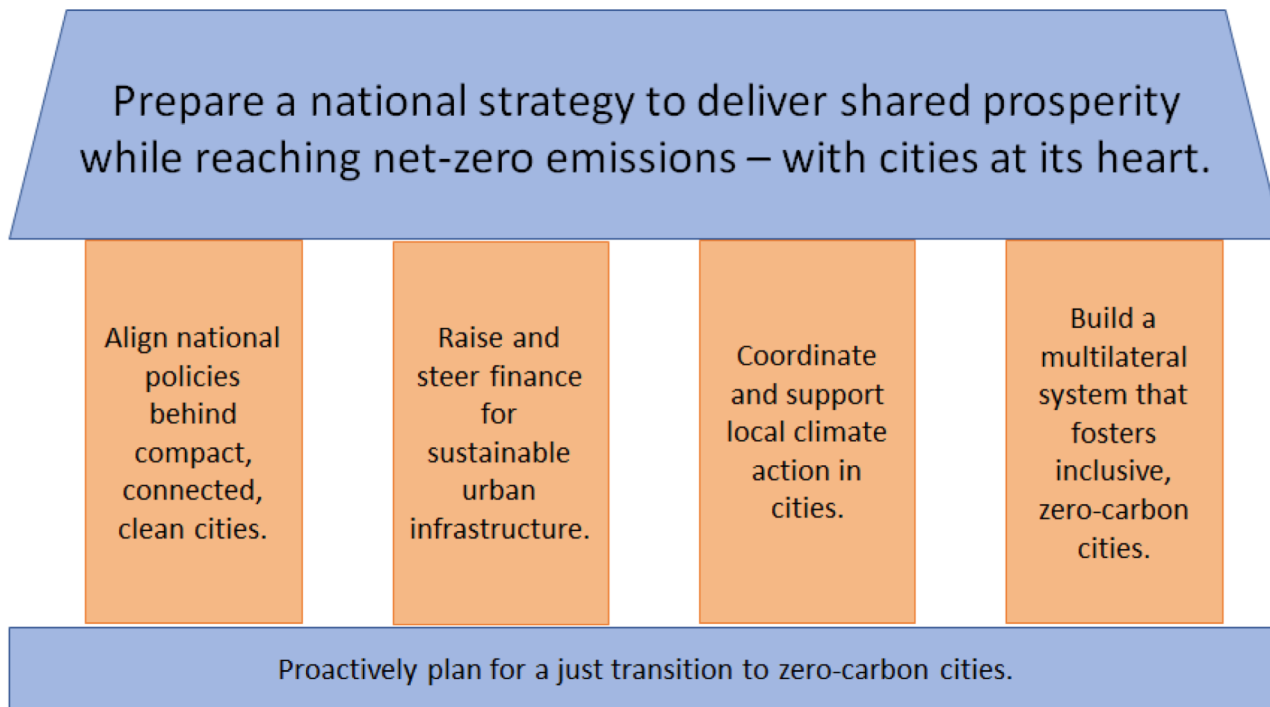 Prepare a national strategy to deliver shared prosperity
while reaching net-zero emissions – with cities at its heart.
Align national
policies
behind
compact,
connected,
clean cities.
Raise and
steer finance
for
sustainable
urban
infrastructure.
Coordinate
and support
local climate
action in
cities.
Build a
multilateral
system that
fosters
inclusive,
zero-carbon
cities.
Proactively plan for a just transition to zero-carbon cities.